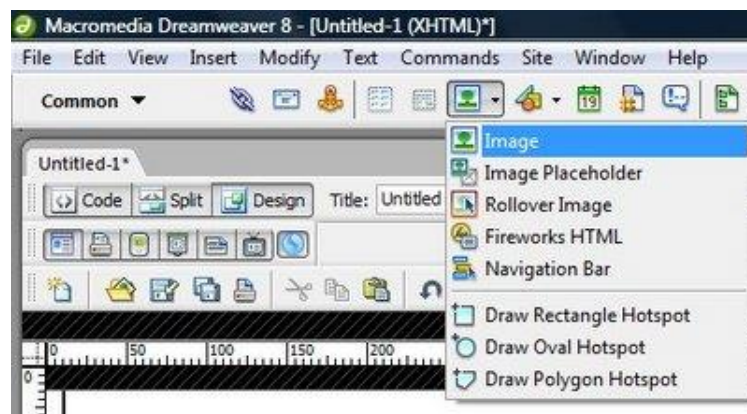 Macromedia Dreamweaver 8 - [Untitled-1 (XHTML)*]
File Edit View Insert Modify Text Commands Site Window Help
Common
19
Image
Untitled-1*
Image Placeholder
Code Split Design Title: Untitled
Rollover Image
Fireworks HTML
Navigation Bar
Draw Rectangle Hotspot
0 50 100 150 200
Draw Oval Hotspot
0
Draw Polygon Hotspot